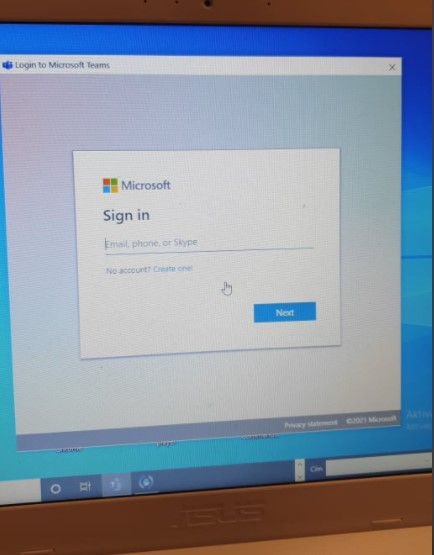 Login to Microsoft Teams
Microsoft
Sign in
Email, phone, or Skype
No account? Create one!
Next
Privacy statement ©2021 Microsoft
Cím
ASUS